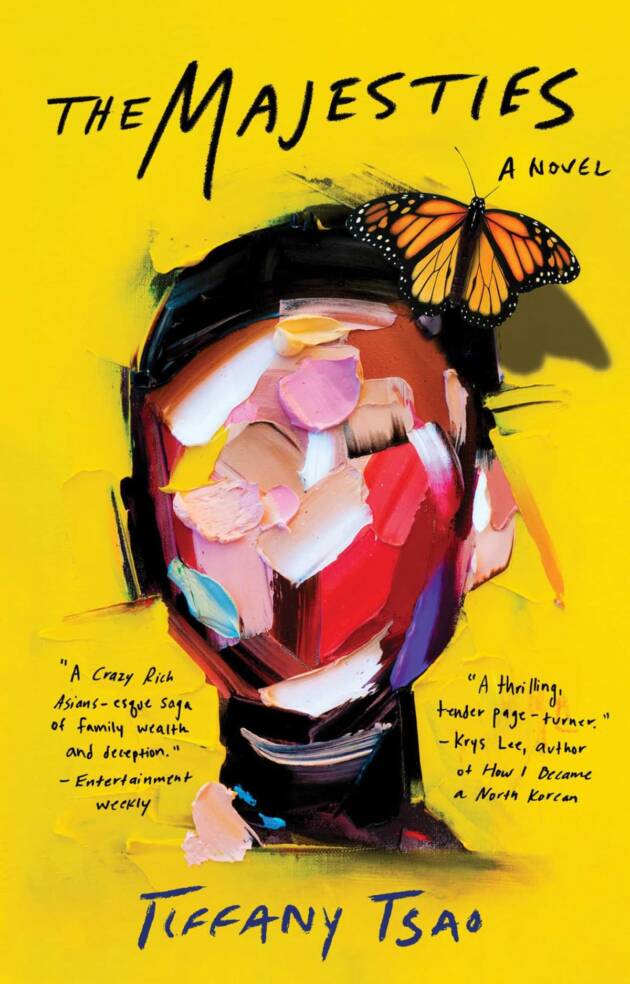 THE MAJESTIES
A NOVEL
"A Crazy Rich
Asians-esque saga
of family wealth
and deception."
- Entertainment
Weekly
"A thrilling,
tender page-turner."
- Krys Lee, author
of How I Became
a North Korean
TIFFANY TSAO